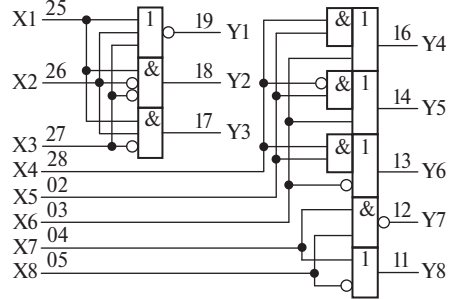 X1 25
X2 26
X3 27
X4 28
X5 02
X6 03
X7 04
X8 05
1 19 Y1
& 18 Y2
& 17 Y3
& 1 16 Y4
& 1 14 Y5
& 1 13 Y6
& 12 Y7
1 11 Y8